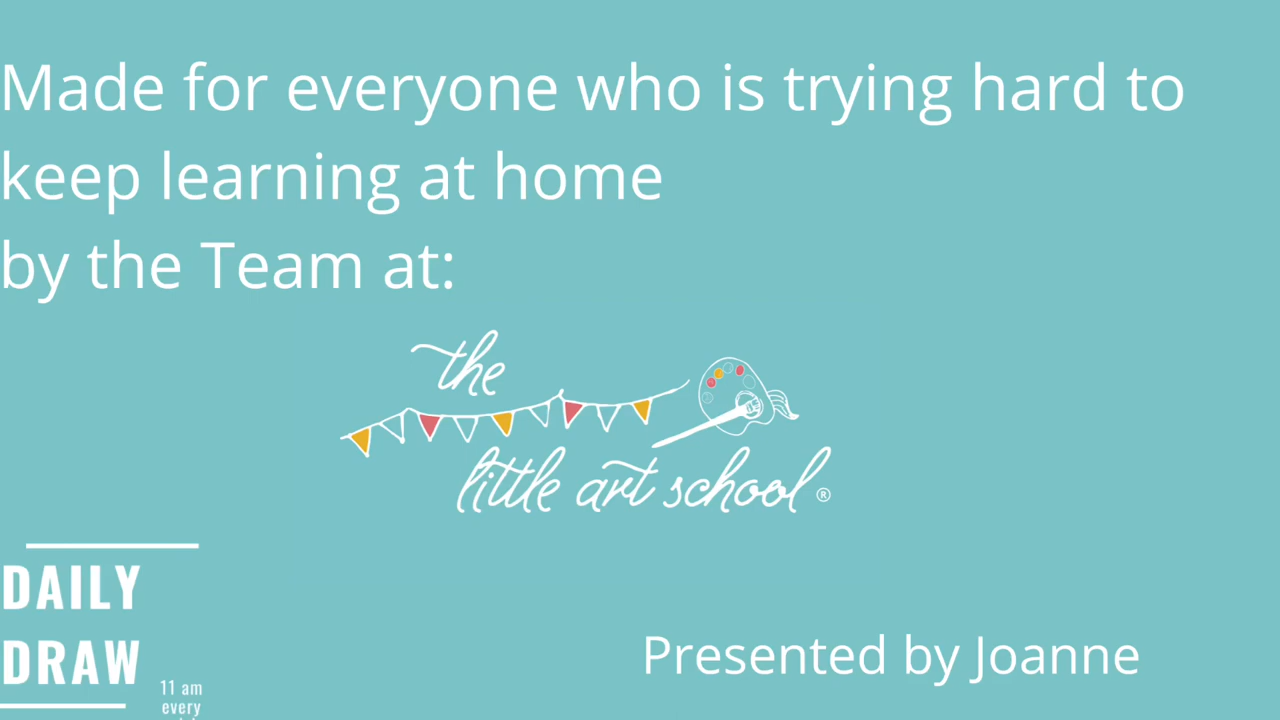 Made for everyone who is trying hard to
keep learning at home
by the Team at:
the
little art school ®
DAILY
DRAW
11 am
every
Presented by Joanne